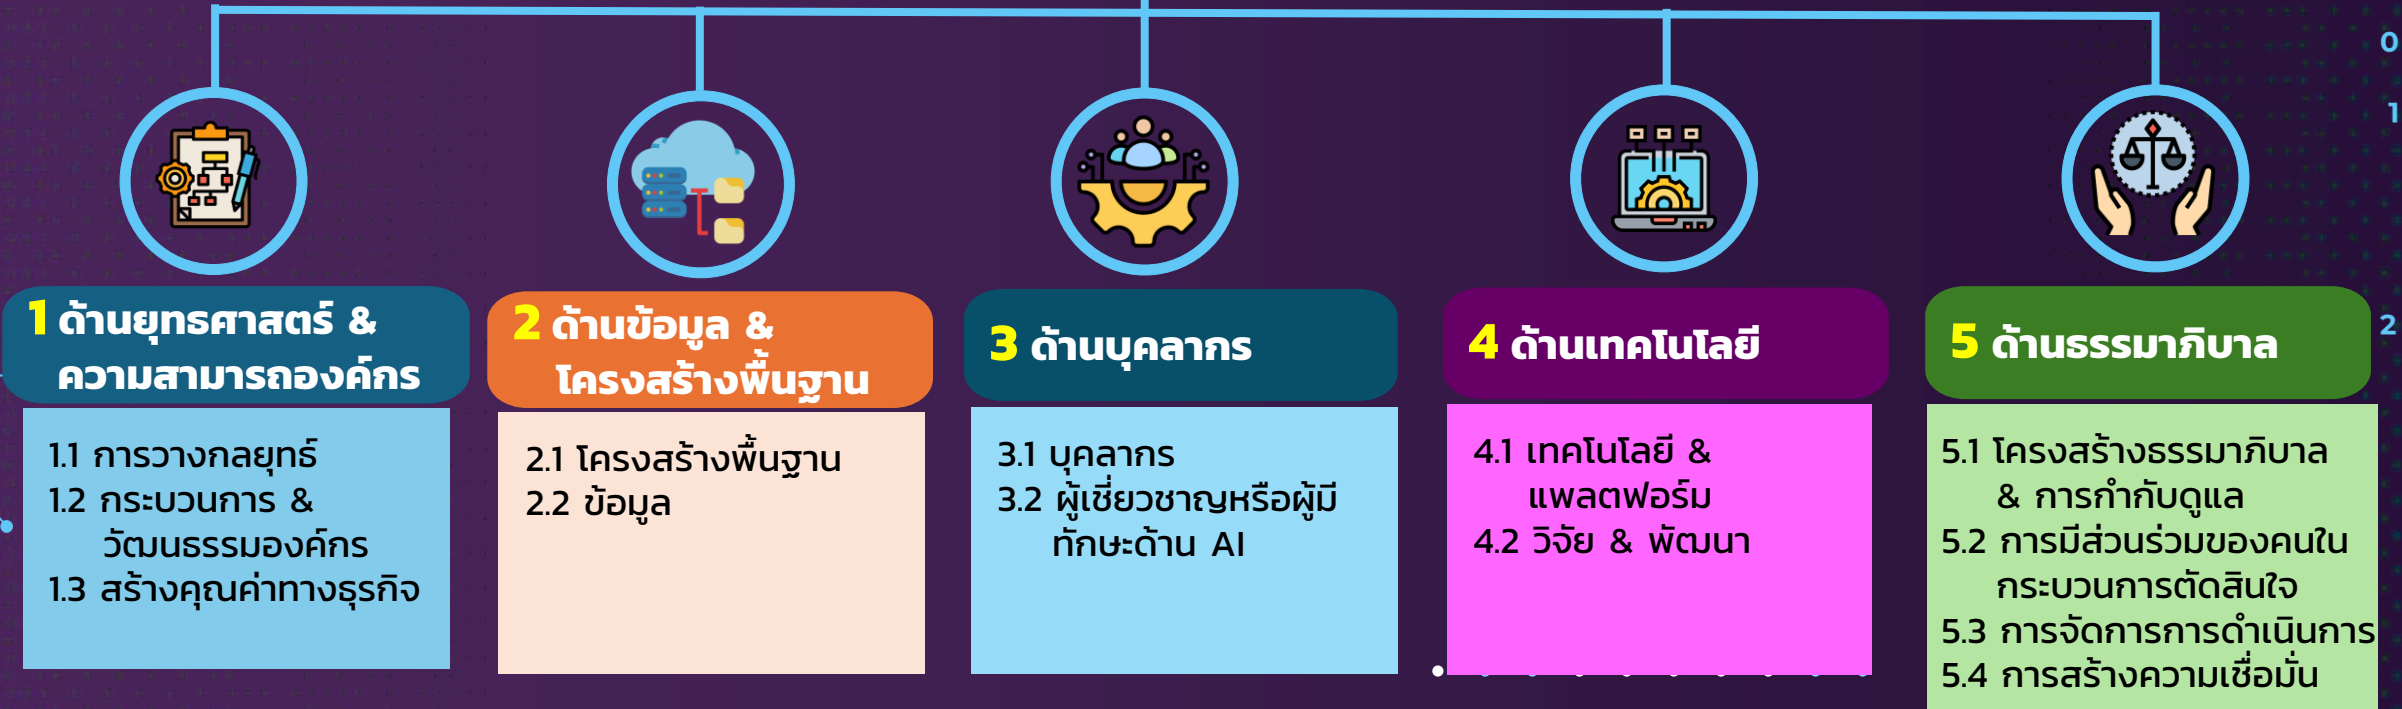 1 ด้านยุทธศาสตร์ &
ความสามารถองค์กร
1.1 การวางกลยุทธ์
1.2 กระบวนการ &
วัฒนธรรมองค์กร
1.3 สร้างคุณค่าทางธุรกิจ
2 ด้านข้อมูล &
โครงสร้างพื้นฐาน
2.1 โครงสร้างพื้นฐาน
2.2 ข้อมูล
3 ด้านบุคลากร
3.1 บุคลากร
3.2 ผู้เชี่ยวชาญหรือผู้มี
ทักษะด้าน AI
4 ด้านเทคโนโลยี
4.1 เทคโนโลยี &
แพลตฟอร์ม
4.2 วิจัย & พัฒนา
5 ด้านธรรมาภิบาล
5.1 โครงสร้างธรรมาภิบาล
& การกำกับดูแล
5.2 การมีส่วนร่วมของคนใน
กระบวนการตัดสินใจ
5.3 การจัดการการดำเนินการ
5.4 การสร้างความเชื่อมั่น
0
1
2